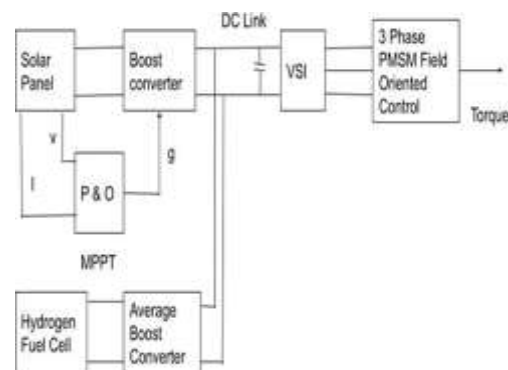 DC Link
Solar
Panel
Boost
converter
VSI
3 Phase
PMSM Field
Oriented
Control
Torque
V
I
g
P & O
MPPT
Hydrogen
Fuel Cell
Average
Boost
Converter